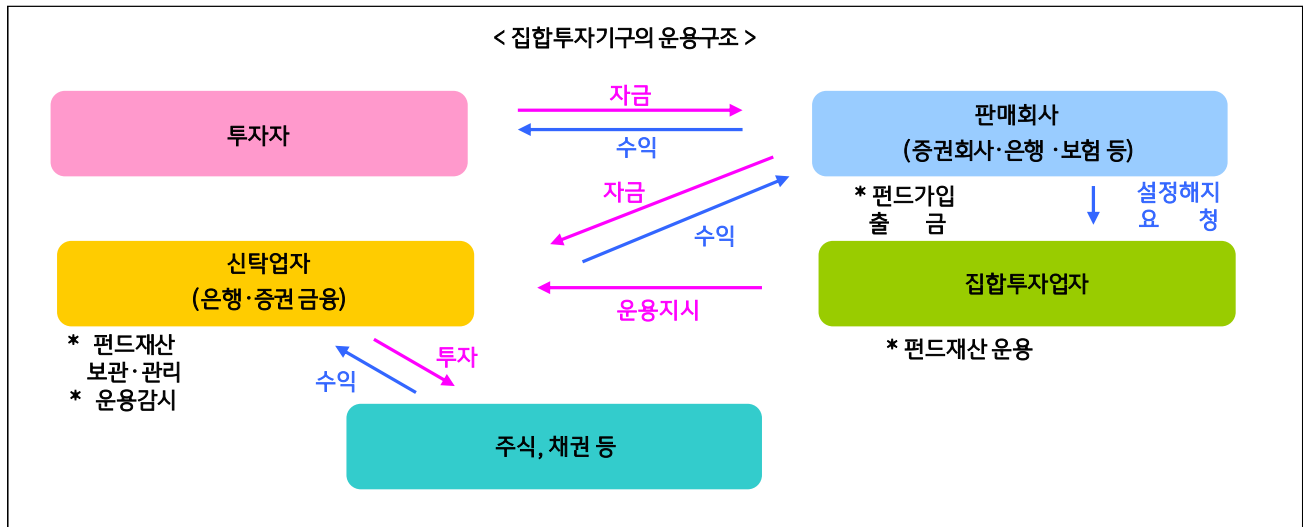 < 집합투자기구의 운용구조 >
투자자
자금
수익
판매회사
(증권회사·은행 ·보험 등)
자금
수익
* 펀드가입
출 금
설정해지
요 청
신탁업자
(은행·증권 금융)
운용지시
집합투자업자
* 펀드재산
보관·관리
* 운용감시
투자
수익
* 펀드재산 운용
주식, 채권 등